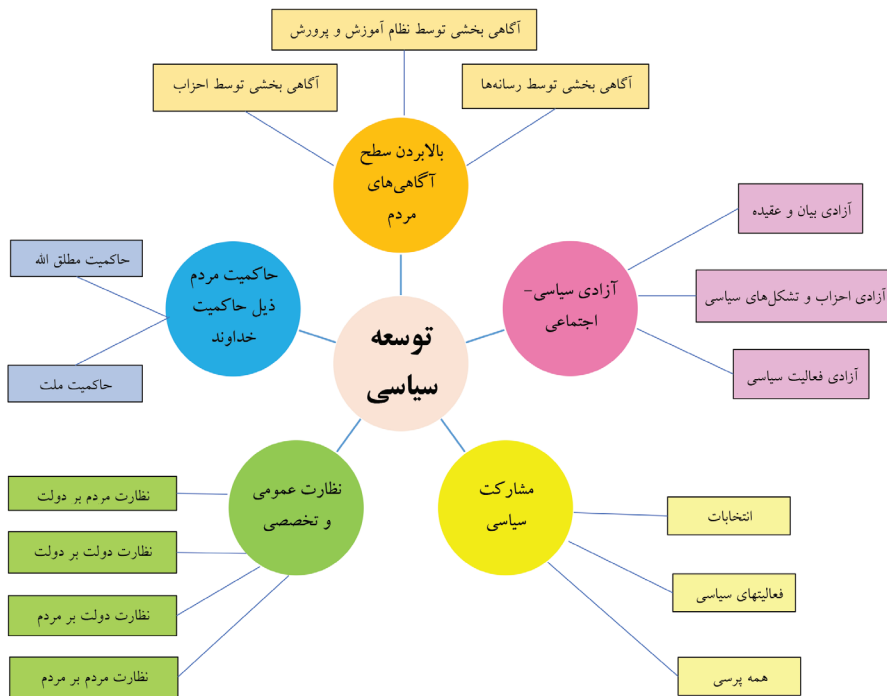 آگاهی بخشی توسط نظام آموزش و پرورش
آگاهی بخشی توسط رسانه‌ها
آگاهی بخشی توسط احزاب
بالابردن سطح
آگاهی‌های
مردم
آزادی سیاسی-
اجتماعی
آزادی بیان و عقیده
آزادی احزاب و تشکل‌های سیاسی
آزادی فعالیت سیاسی
حاکمیت مردم
ذیل حاکمیت
خداوند
حاکمیت مطلق الله
حاکمیت ملت
توسعه
سیاسی
مشارکت
سیاسی
انتخابات
فعالیتهای سیاسی
همه پرسی
نظارت عمومی
و تخصصی
نظارت مردم بر دولت
نظارت دولت بر دولت
نظارت دولت بر مردم
نظارت مردم بر مردم